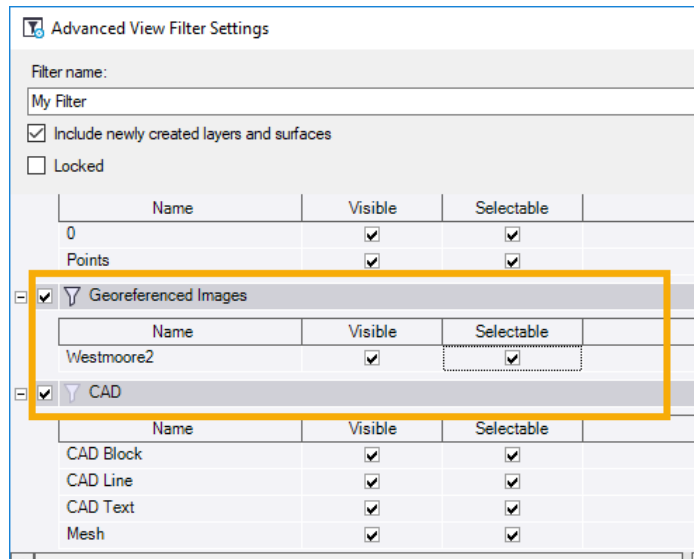 Advanced View Filter Settings
Filter name:
My Filter
Include newly created layers and surfaces
Locked
Name Visible Selectable
0
Points
Georeferenced Images
Name Visible Selectable
Westmoore2
CAD
Name Visible Selectable
CAD Block
CAD Line
CAD Text
Mesh